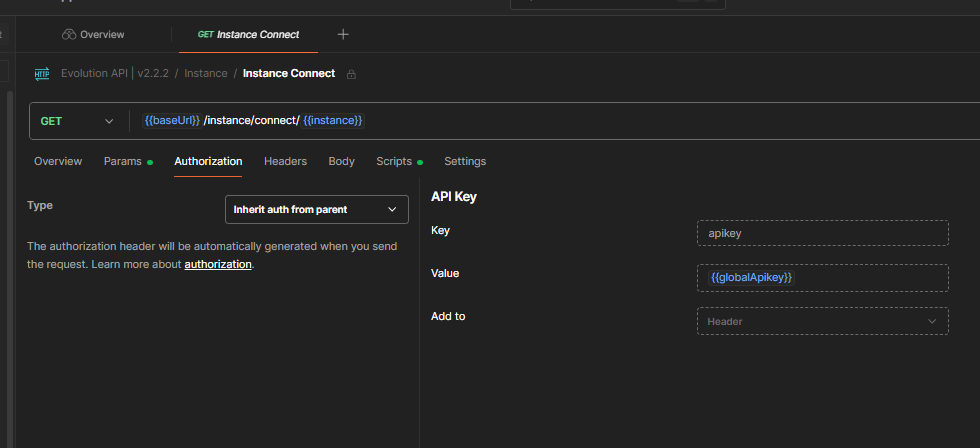 Overview
GET Instance Connect
HTTP Evolution API | v2.2.2 / Instance / Instance Connect
GET {{baseUrl}} /instance/connect/ {{instance}}
Overview Params Authorization Headers Body Scripts Settings
Type Inherit auth from parent
The authorization header will be automatically generated when you send
the request. Learn more about authorization.
API Key
Key apikey
Value {{globalApikey}}
Add to Header